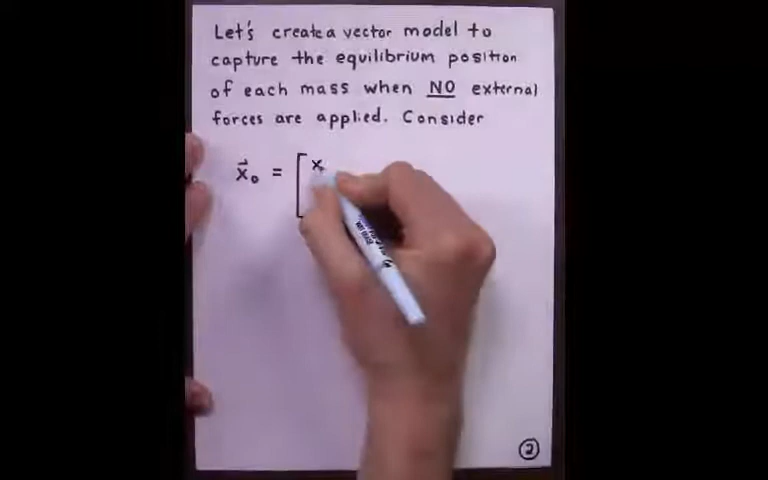 Let's create a vector model to
capture the equilibrium position
of each mass when NO external
forces are applied. Consider
x⃗₀ = [ x
2